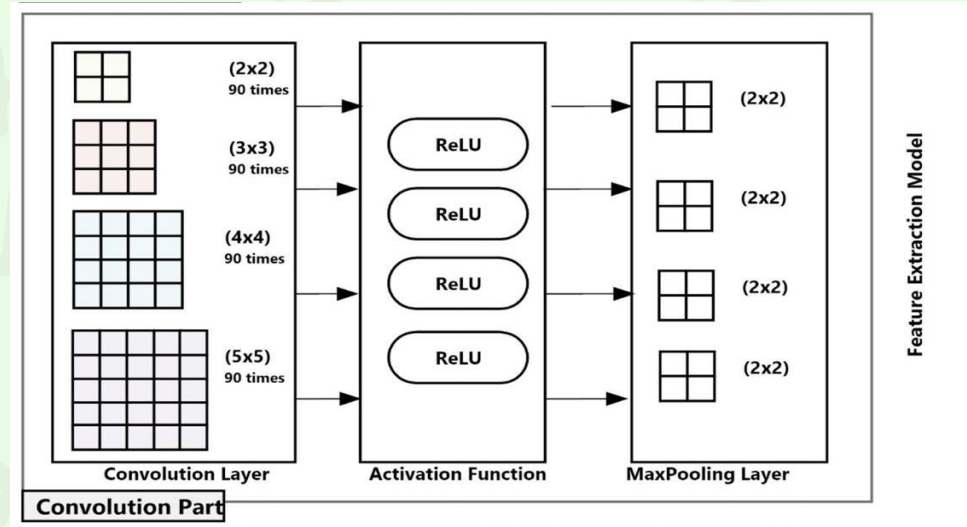 (2x2)
90 times
(3x3)
90 times
(4x4)
90 times
(5x5)
90 times
Convolution Layer
ReLU
ReLU
ReLU
ReLU
Activation Function
(2x2)
(2x2)
(2x2)
(2x2)
MaxPooling Layer
Convolution Part
Feature Extraction Model